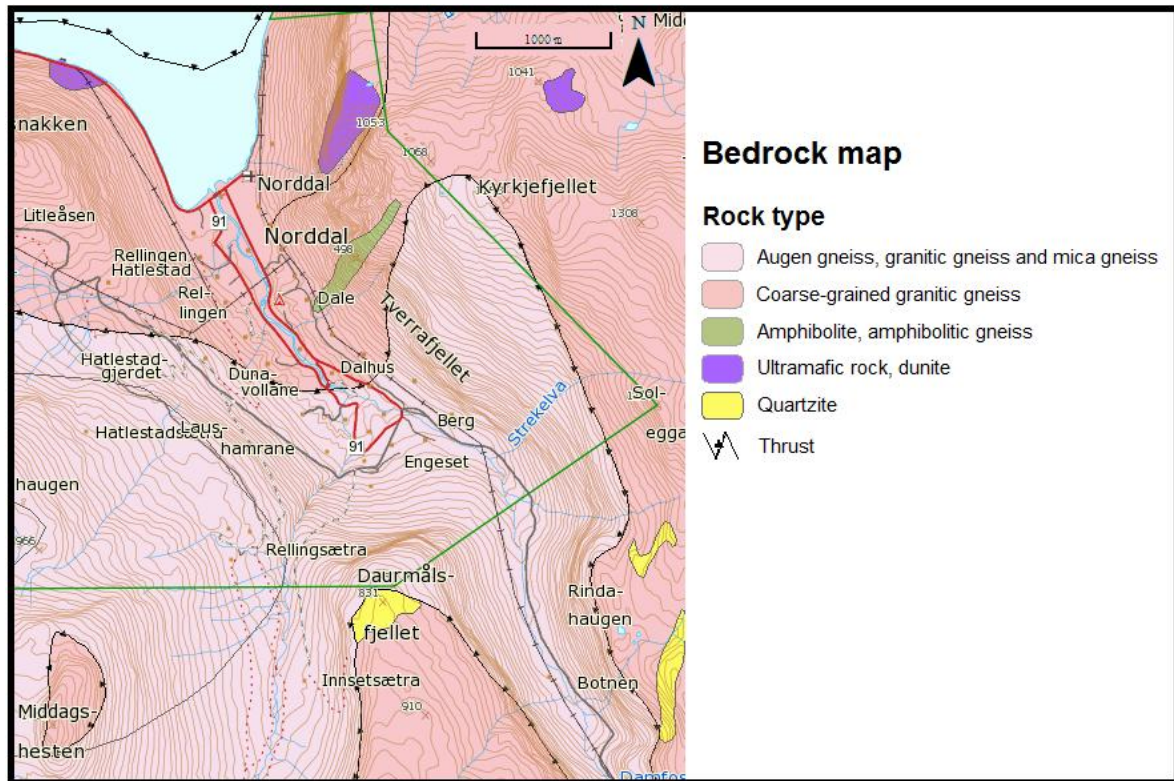 N
1000 m
1041
snakken
1053
1068
Norddal
Kyrkjefjellet
Litleåsen
91
1308
Rellingen
Hatlestad
Norddal
498
Rel-
lingen
Dale
Tverrafjellet
Hatlestad-
gjerdet
Duna-
vollane
Dalhus
Sol-
egga
Strekelva
Berg
Hatlestadsætra
Laus-
hamrane
91
Engeset
haugen
966
Rellingsætra
Daurmåls-
831
fjellet
Rinda-
haugen
Innsetsætra
Botnen
910
Middags-
hesten
Bedrock map
Rock type
Augen gneiss, granitic gneiss and mica gneiss
Coarse-grained granitic gneiss
Amphibolite, amphibolitic gneiss
Ultramafic rock, dunite
Quartzite
Thrust